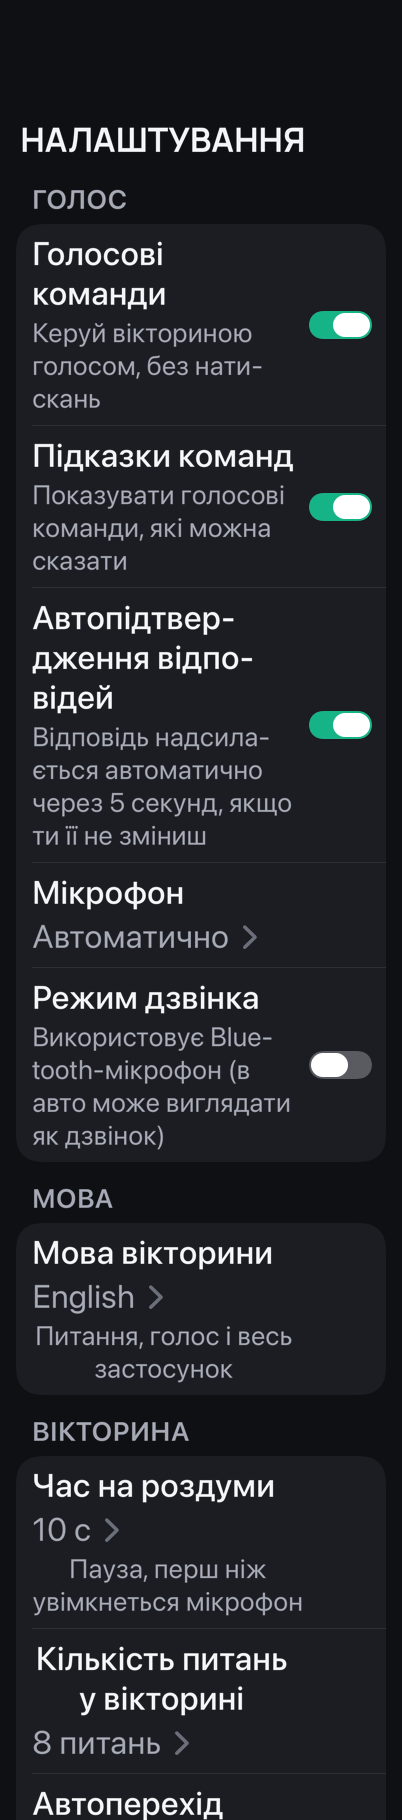 НАЛАШТУВАННЯ
ГОЛОС
Голосові
команди
Керуй вікториною
голосом, без нати-
скань
Підказки команд
Показувати голосові
команди, які можна
сказати
Автопідтвер-
дження відпо-
відей
Відповідь надсила-
ється автоматично
через 5 секунд, якщо
ти її не зміниш
Мікрофон
Автоматично
Режим дзвінка
Використовує Blue-
tooth-мікрофон (в
авто може виглядати
як дзвінок)
МОВА
Мова вікторини
English
Питання, голос і весь
застосунок
ВІКТОРИНА
Час на роздуми
10 с
Пауза, перш ніж
увімкнеться мікрофон
Кількість питань
у вікторині
8 питань
Автоперехід